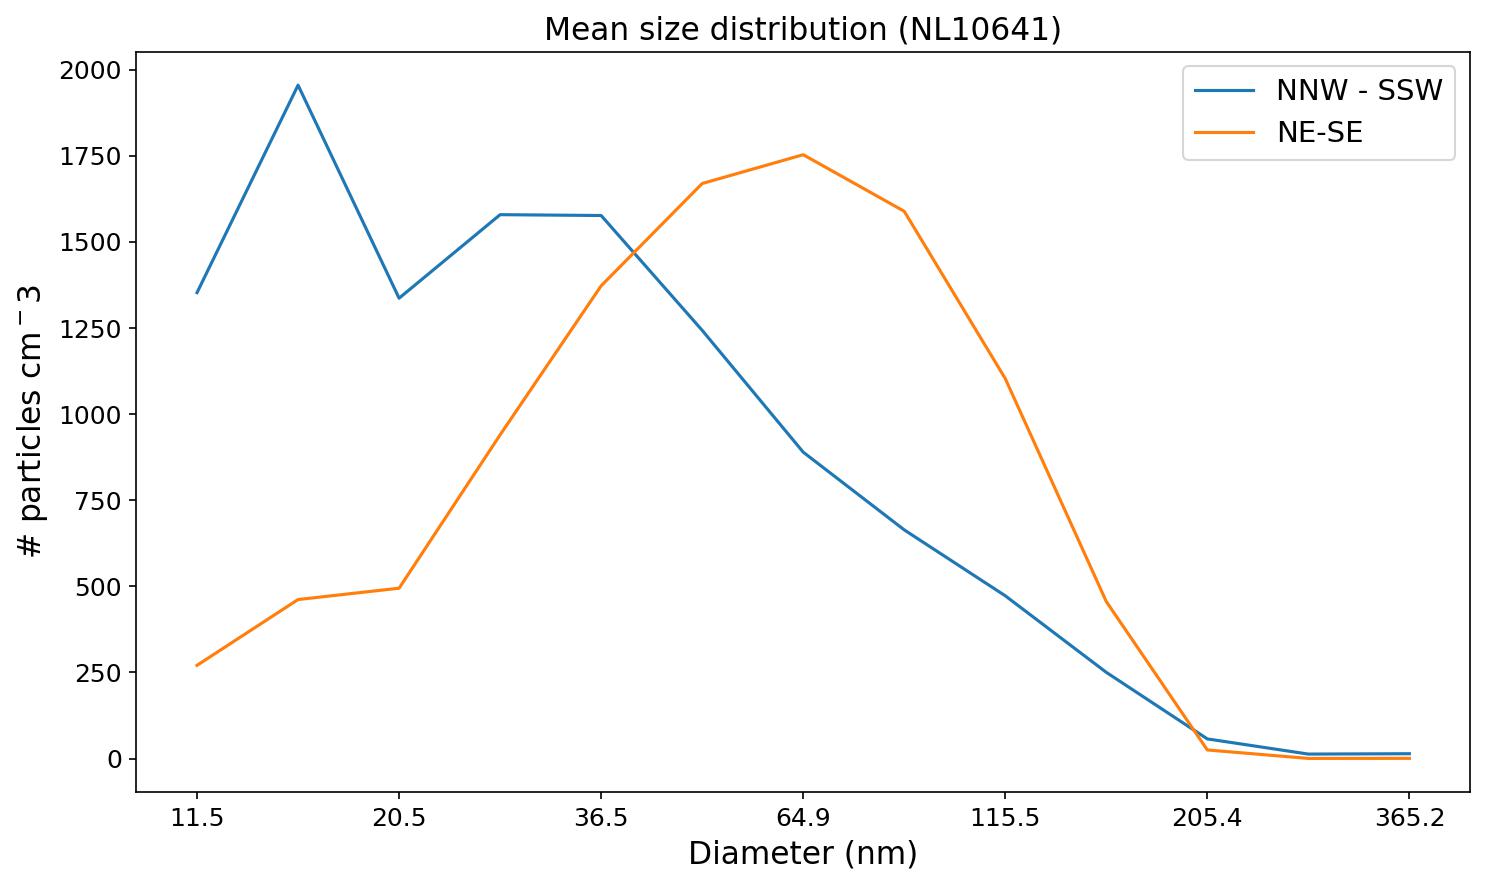 Mean size distribution (NL10641)
NNW - SSW
NE-SE
# particles cm⁻3
2000
1750
1500
1250
1000
750
500
250
0
11.5 20.5 36.5 64.9 115.5 205.4 365.2
Diameter (nm)